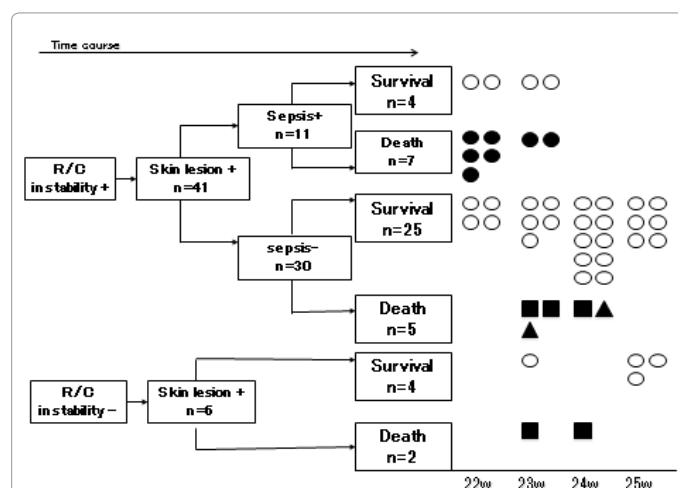 Time course
Survival
n=4
Sepsis+
n=11
Death
n=7
R/C
instability+
Skin lesion +
n=41
Survival
n=25
sepsis−
n=30
Death
n=5
Survival
n=4
R/C
instability−
Skin lesion +
n=6
Death
n=2
22w 23w 24w 25w